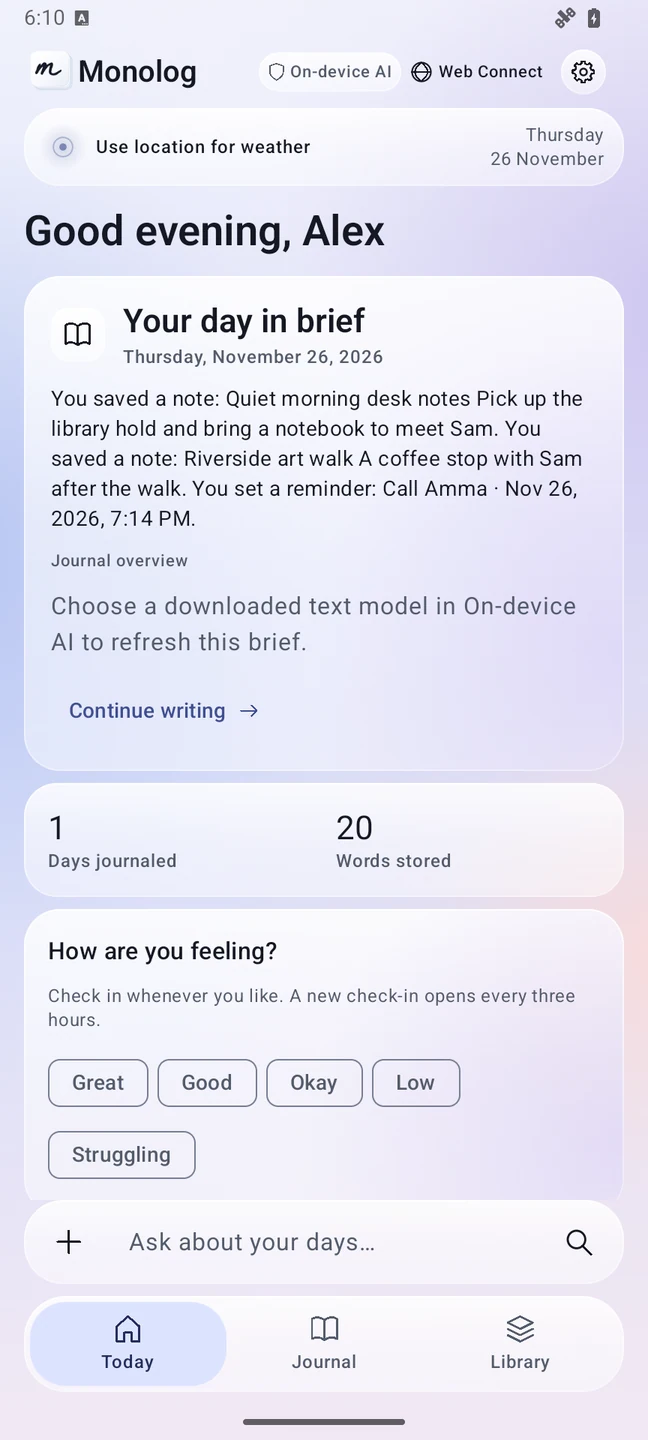 6:10
Monolog
On-device AI
Web Connect
Use location for weather
Thursday
26 November
Good evening, Alex
Your day in brief
Thursday, November 26, 2026
You saved a note: Quiet morning desk notes Pick up the
library hold and bring a notebook to meet Sam. You
saved a note: Riverside art walk A coffee stop with Sam
after the walk. You set a reminder: Call Amma · Nov 26,
2026, 7:14 PM.
Journal overview
Choose a downloaded text model in On-device
AI to refresh this brief.
Continue writing →
1
Days journaled
20
Words stored
How are you feeling?
Check in whenever you like. A new check-in opens every three
hours.
Great
Good
Okay
Low
Struggling
Ask about your days…
Today
Journal
Library